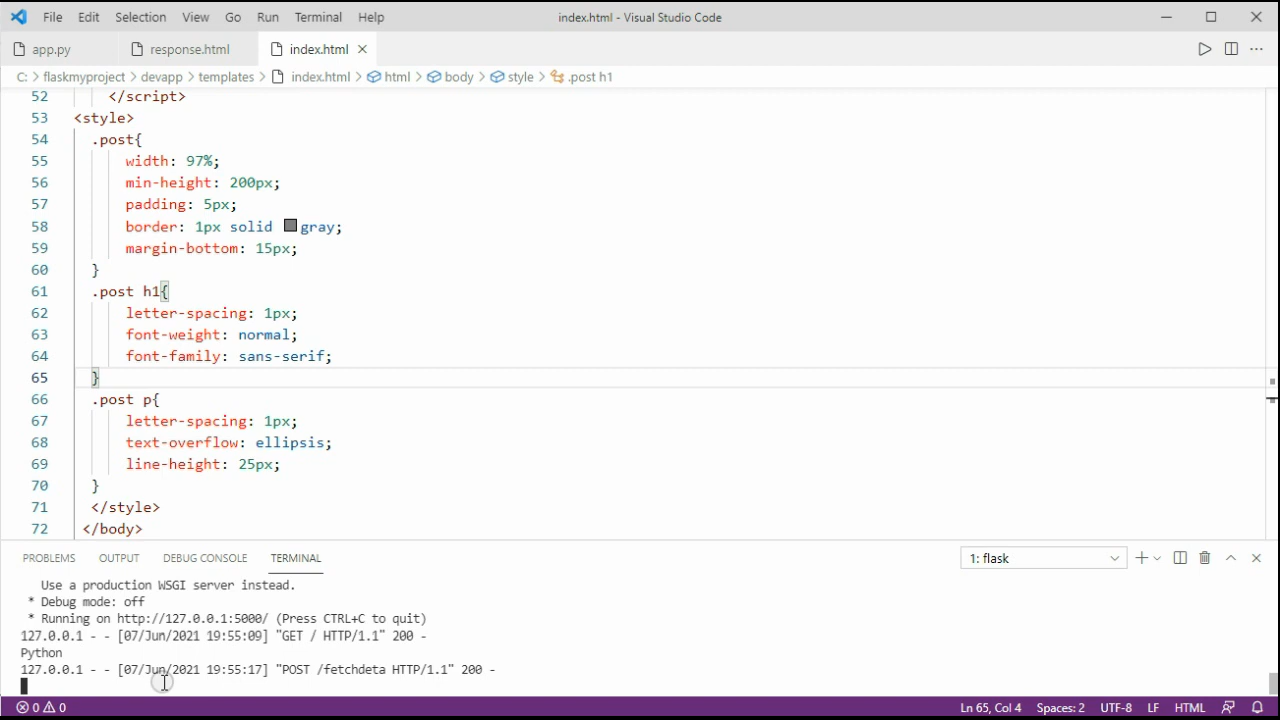 File Edit Selection View Go Run Terminal Help index.html - Visual Studio Code
app.py response.html index.html
C: > flaskmyproject > devapp > templates > index.html > html > body > style > .post h1
52 </script>
53 <style>
54 .post{
55 width: 97%;
56 min-height: 200px;
57 padding: 5px;
58 border: 1px solid gray;
59 margin-bottom: 15px;
60 }
61 .post h1{
62 letter-spacing: 1px;
63 font-weight: normal;
64 font-family: sans-serif;
65 }
66 .post p{
67 letter-spacing: 1px;
68 text-overflow: ellipsis;
69 line-height: 25px;
70 }
71 </style>
72 </body>
PROBLEMS OUTPUT DEBUG CONSOLE TERMINAL 1: flask
Use a production WSGI server instead.
* Debug mode: off
* Running on http://127.0.0.1:5000/ (Press CTRL+C to quit)
127.0.0.1 - - [07/Jun/2021 19:55:09] "GET / HTTP/1.1" 200 -
Python
127.0.0.1 - - [07/Jun/2021 19:55:17] "POST /fetchdeta HTTP/1.1" 200 -
0 0 Ln 65, Col 4 Spaces: 2 UTF-8 LF HTML